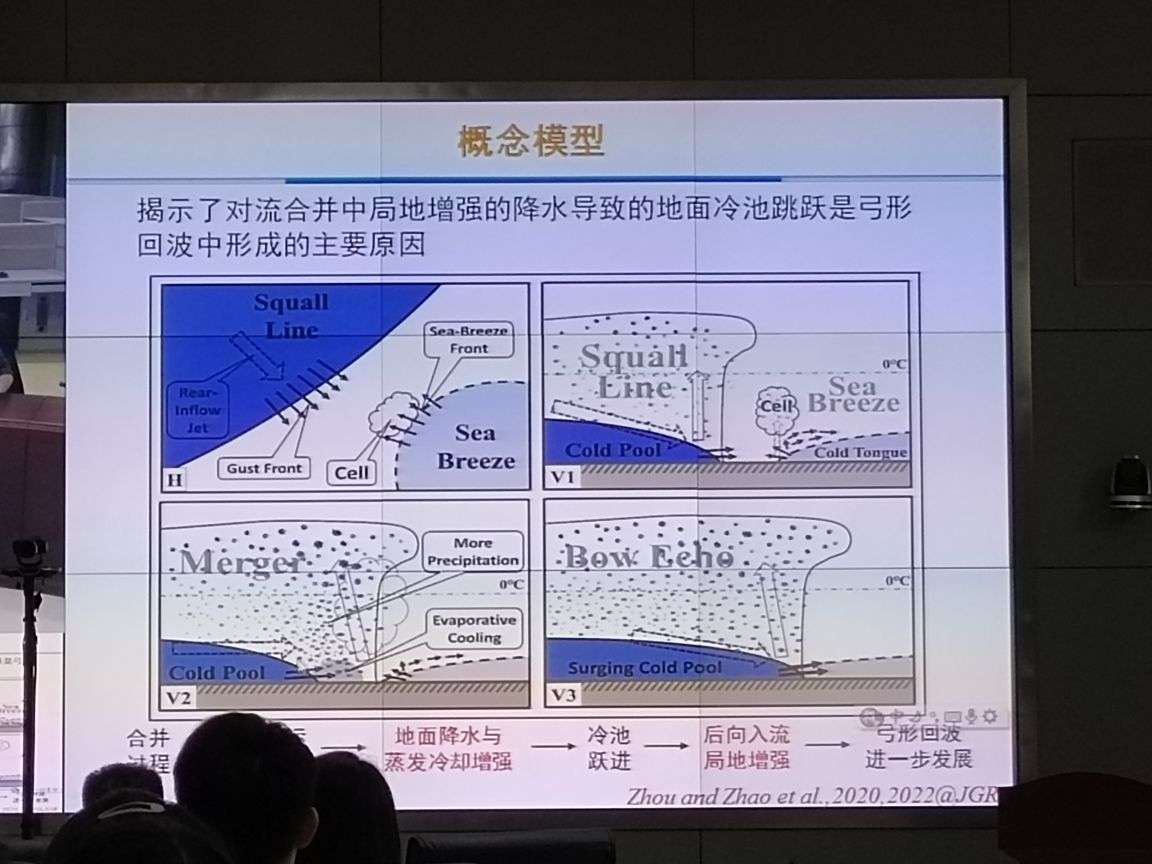 概念模型
揭示了对流合并中局地增强的降水导致的地面冷池跳跃是弓形
回波中形成的主要原因
Squall
Line
Rear-
Inflow
Jet
Gust Front
Cell
Sea-Breeze
Front
Sea
Breeze
H
Squall
Line
0°C
Cell
Sea
Breeze
Cold Pool
Cold Tongue
V1
Merger
More
Precipitation
0°C
Evaporative
Cooling
Cold Pool
V2
Bow Echo
0°C
Surging Cold Pool
V3
中
合并
过程
地面降水与
蒸发冷却增强
冷池
跃进
后向入流
局地增强
弓形回波
进一步发展
Zhou and Zhao et al.,2020,2022@JGR